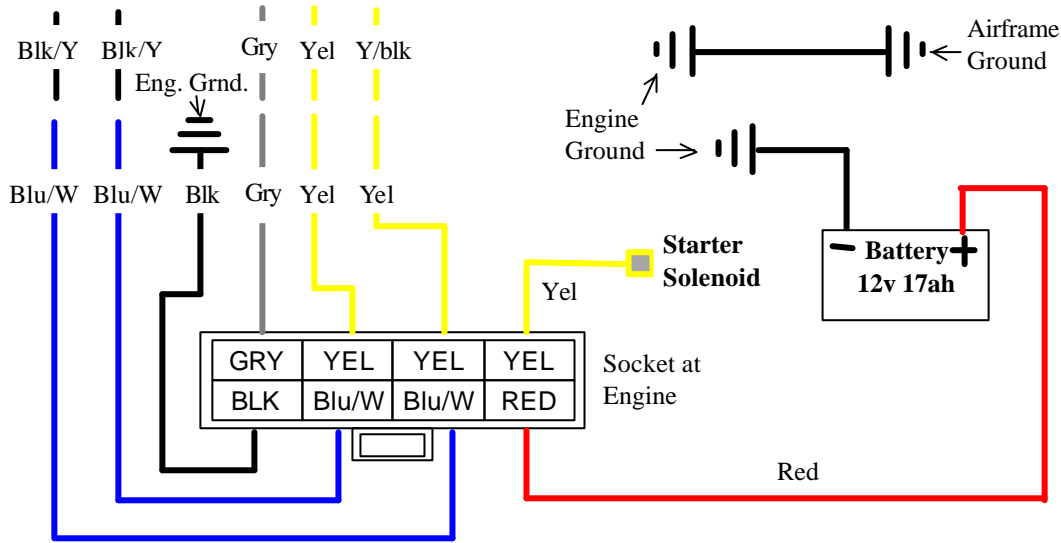 Blk/Y Blk/Y Gry Yel Y/blk
Airframe
Ground
Eng. Grnd.
Engine
Ground
Blu/W Blu/W Blk Gry Yel Yel
Starter
Solenoid
Yel
Battery
12v 17ah
GRY YEL YEL YEL
BLK Blu/W Blu/W RED
Socket at
Engine
Red